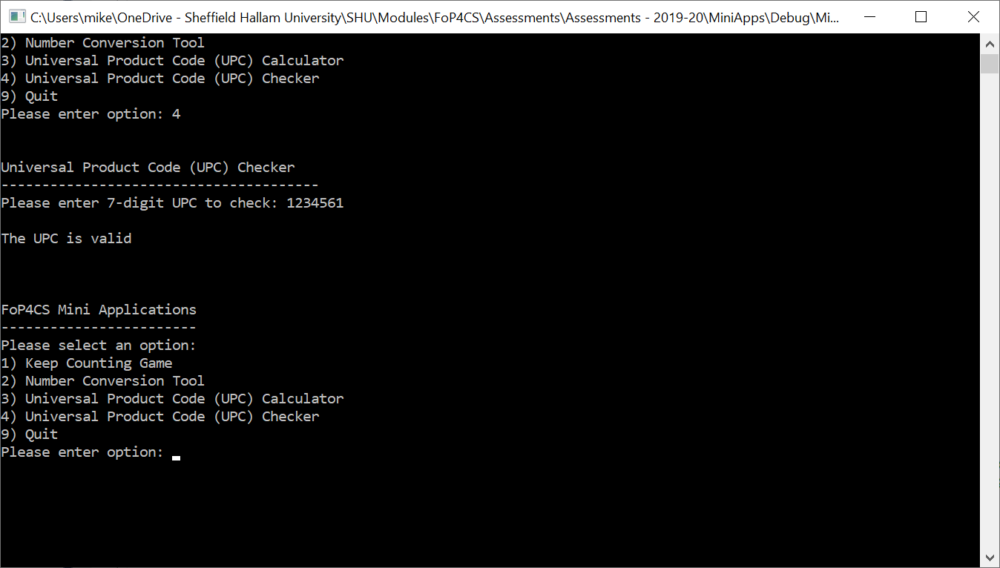 C:\Users\mike\OneDrive - Sheffield Hallam University\SHU\Modules\FoP4CS\Assessments\Assessments - 2019-20\MiniApps\Debug\Mi...
2) Number Conversion Tool
3) Universal Product Code (UPC) Calculator
4) Universal Product Code (UPC) Checker
9) Quit
Please enter option: 4
Universal Product Code (UPC) Checker
---------------------------------------
Please enter 7-digit UPC to check: 1234561
The UPC is valid
FoP4CS Mini Applications
------------------------
Please select an option:
1) Keep Counting Game
2) Number Conversion Tool
3) Universal Product Code (UPC) Calculator
4) Universal Product Code (UPC) Checker
9) Quit
Please enter option: